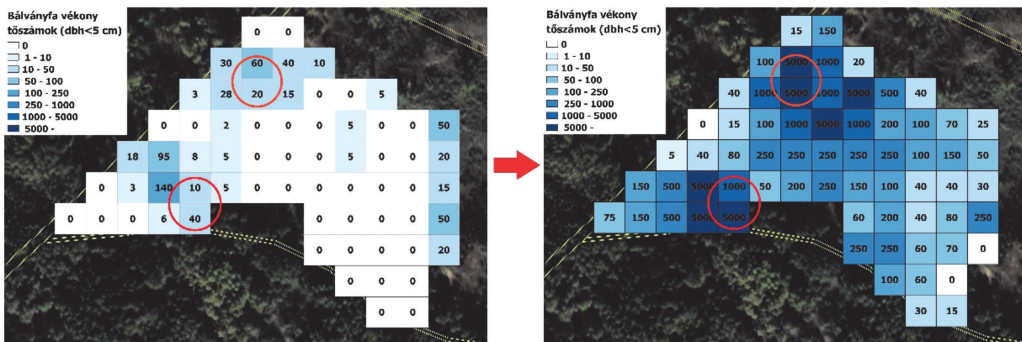 Bálványfa vékony
tőszámok (dbh<5 cm)
0
1 - 10
10 - 50
50 - 100
100 - 250
250 - 1000
1000 - 5000
5000 -
0 0
30 60 40 10
3 28 20 15 0 0 5
0 0 2 0 0 0 5 0 0 50
18 95 8 5 0 0 0 5 0 0 20
0 3 140 10 5 0 0 0 0 0 0 15
0 0 0 6 40 0 0 0 0 50
0 0 0 0 20
0 0 0
0 0
Bálványfa vékony
tőszámok (dbh<5 cm)
0
1 - 10
10 - 50
50 - 100
100 - 250
250 - 1000
1000 - 5000
5000 -
15 150
100 5000 1000 20
40 1000 5000 1000 5000 500 40
0 15 100 1000 5000 1000 200 100 70 25
5 40 80 250 250 250 250 250 100 150 50
150 500 5000 1000 50 200 250 150 100 40 40 30
75 150 500 5000 5000 60 200 40 80 250
250 250 60 70 0
100 60 0
30 15